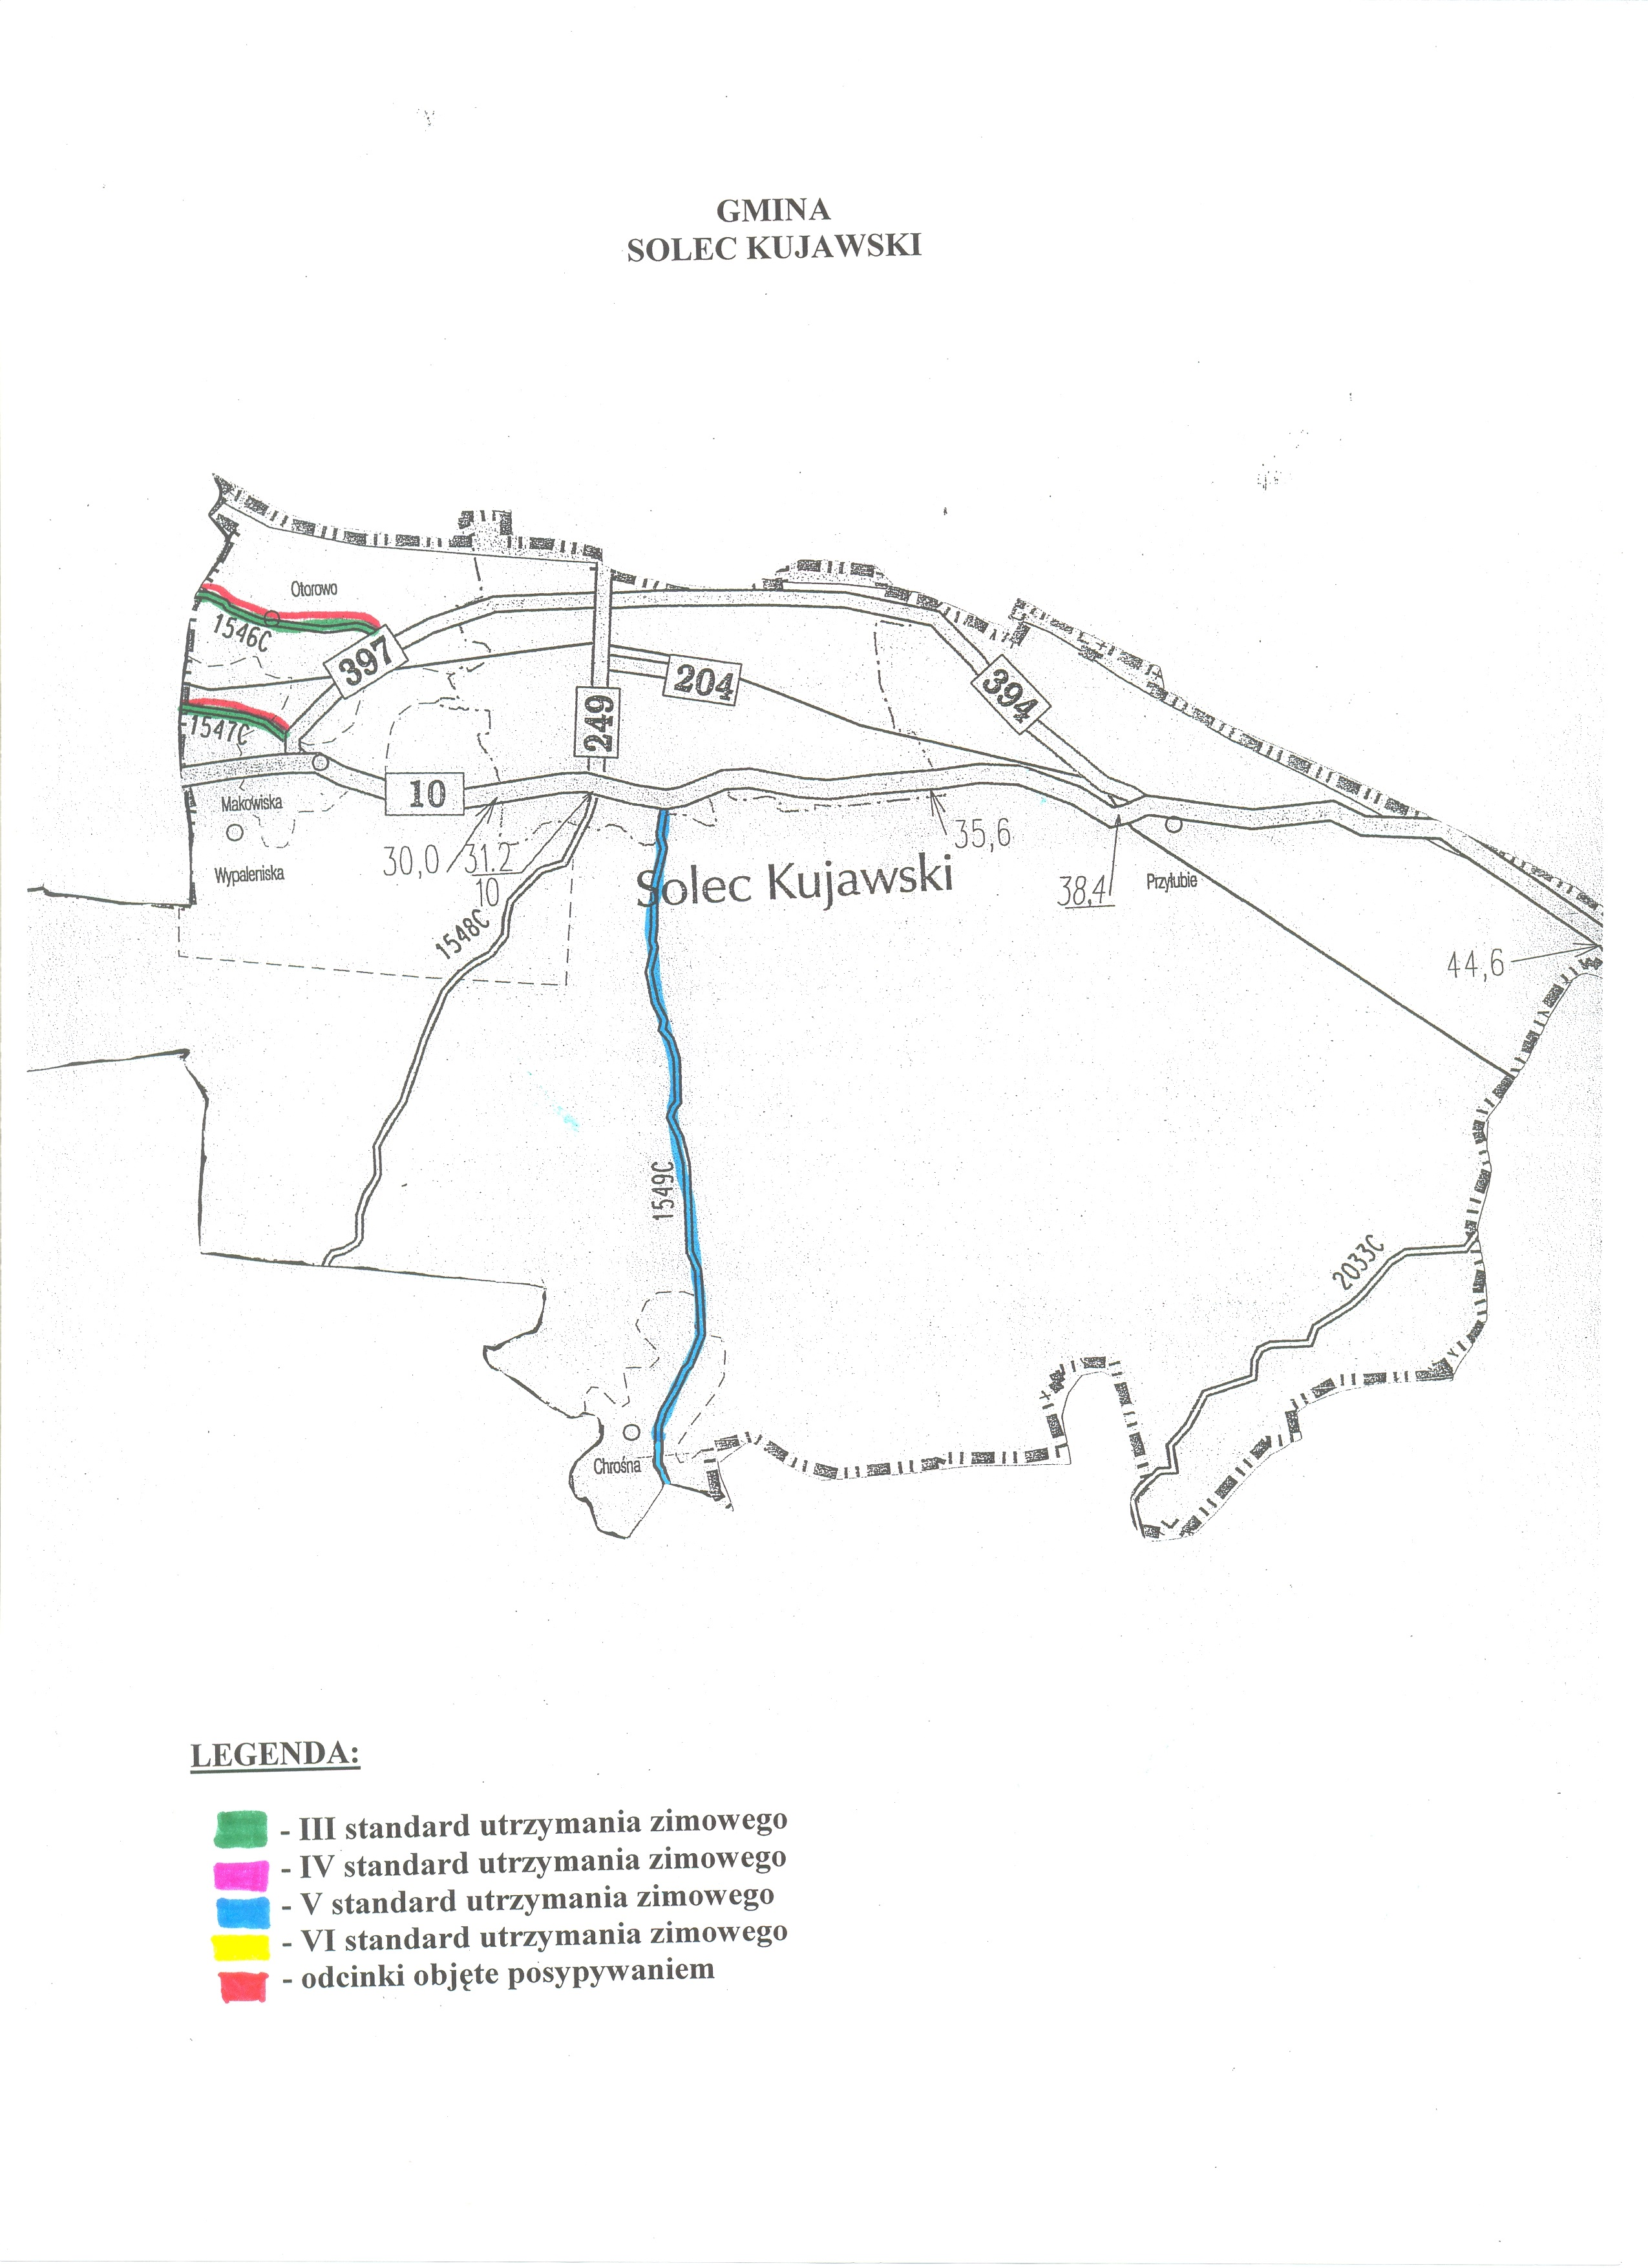 GMINA
SOLEC KUJAWSKI
Otorowo
1546C
397
204
249
394
1547C
10
Makowiska
Wypaleniska
30,0
31.2
10
35,6
38,4
Przyłubie
Solec Kujawski
1548C
44,6
1549C
2033C
Chrośna
LEGENDA:
- III standard utrzymania zimowego
- IV standard utrzymania zimowego
- V standard utrzymania zimowego
- VI standard utrzymania zimowego
- odcinki objęte posypywaniem